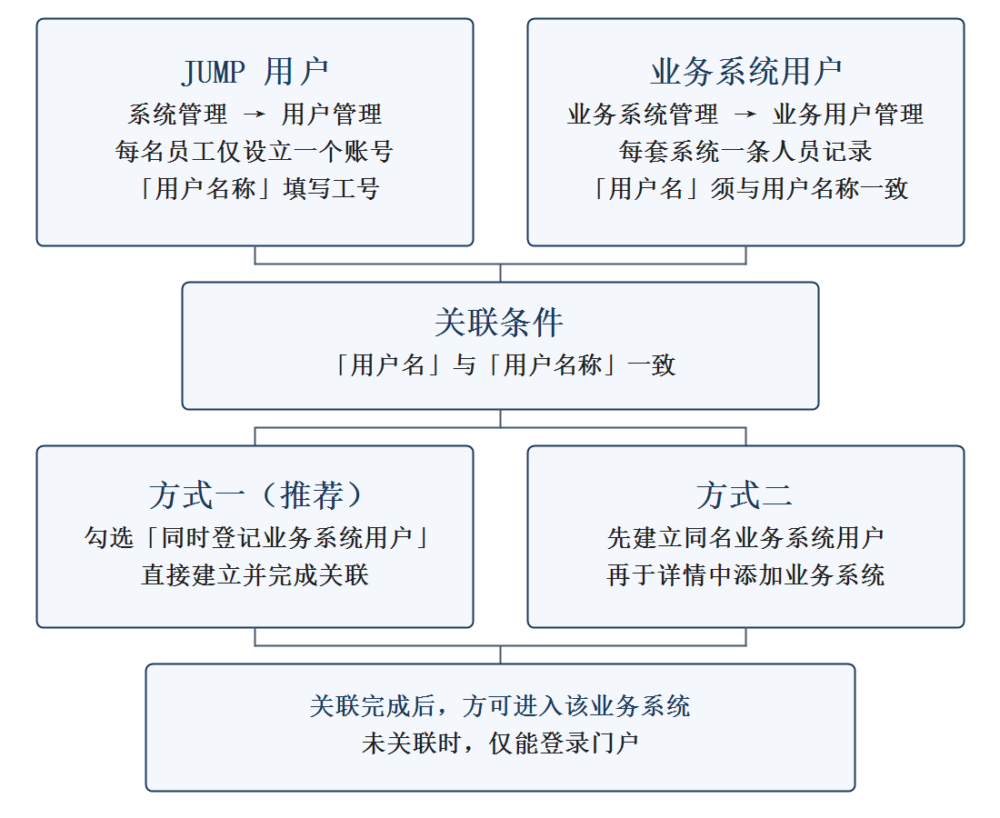 JUMP 用户
系统管理 → 用户管理
每名员工仅设立一个账号
「用户名称」填写工号
业务系统用户
业务系统管理 → 业务用户管理
每套系统一条人员记录
「用户名」须与用户名称一致
关联条件
「用户名」与「用户名称」一致
方式一（推荐）
勾选「同时登记业务系统用户」
直接建立并完成关联
方式二
先建立同名业务系统用户
再于详情中添加业务系统
关联完成后，方可进入该业务系统
未关联时，仅能登录门户